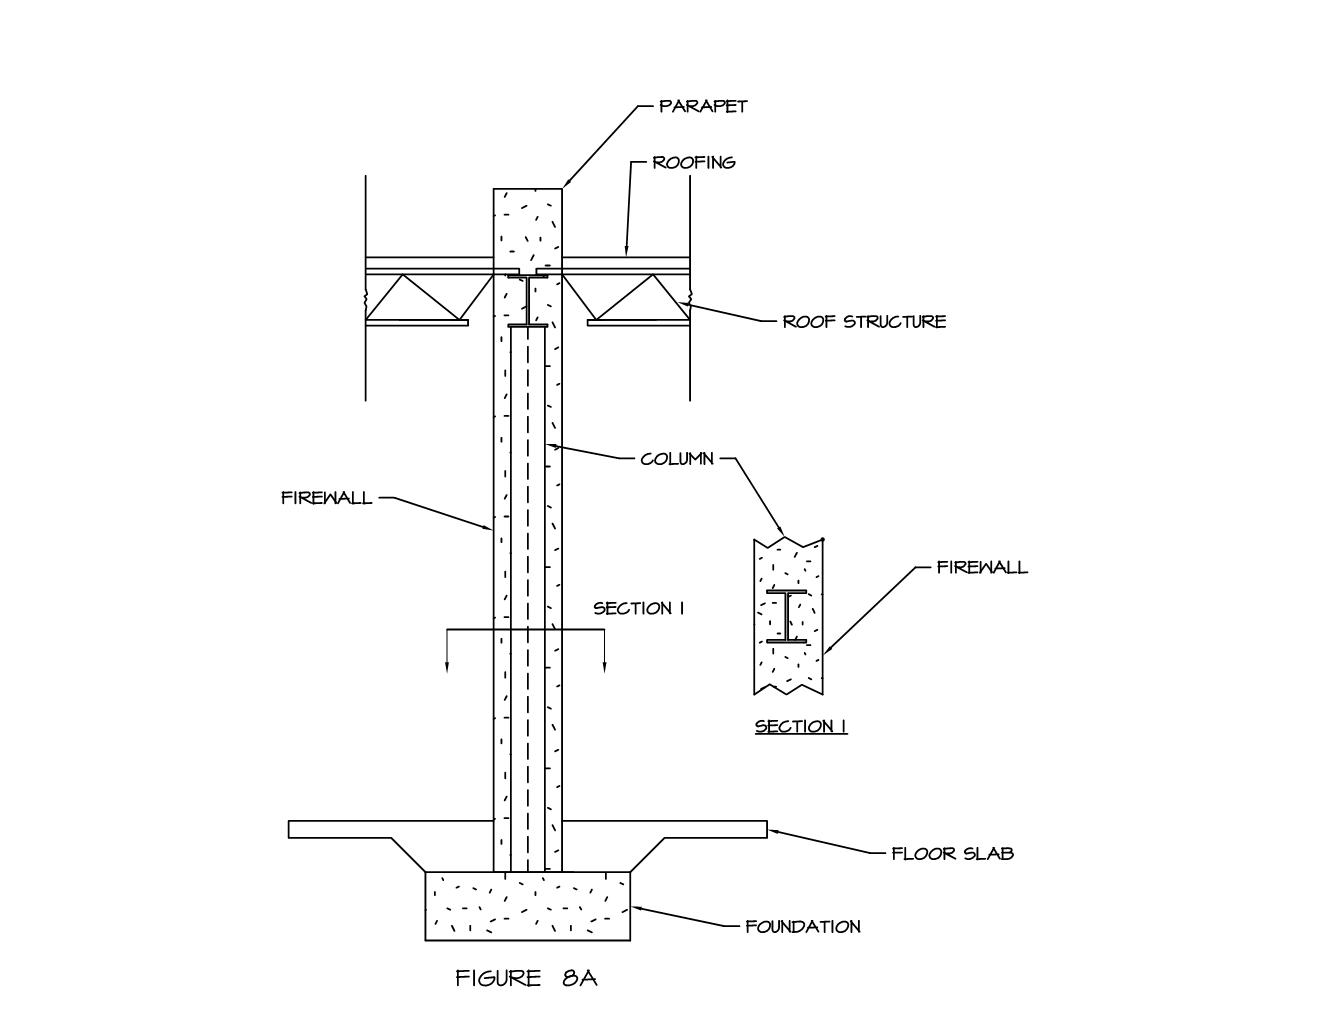 PARAPET
ROOFING
ROOF STRUCTURE
COLUMN
FIREWALL
FIREWALL
SECTION 1
SECTION 1
FLOOR SLAB
FOUNDATION
FIGURE 8A